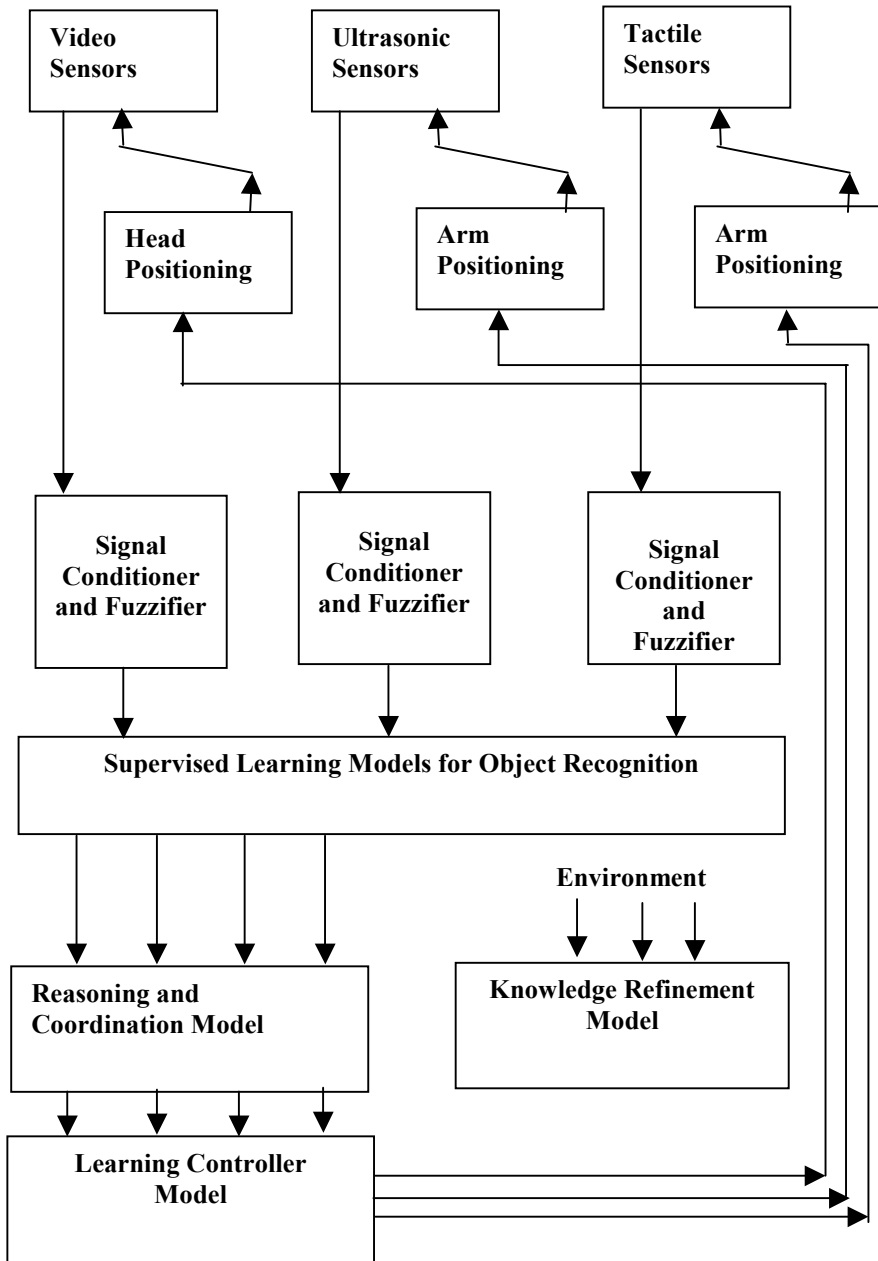 Video
Sensors
Ultrasonic
Sensors
Tactile
Sensors
Head
Positioning
Arm
Positioning
Arm
Positioning
Signal
Conditioner
and Fuzzifier
Signal
Conditioner
and Fuzzifier
Signal
Conditioner
and
Fuzzifier
Supervised Learning Models for Object Recognition
Environment
Reasoning and
Coordination Model
Knowledge Refinement
Model
Learning Controller
Model